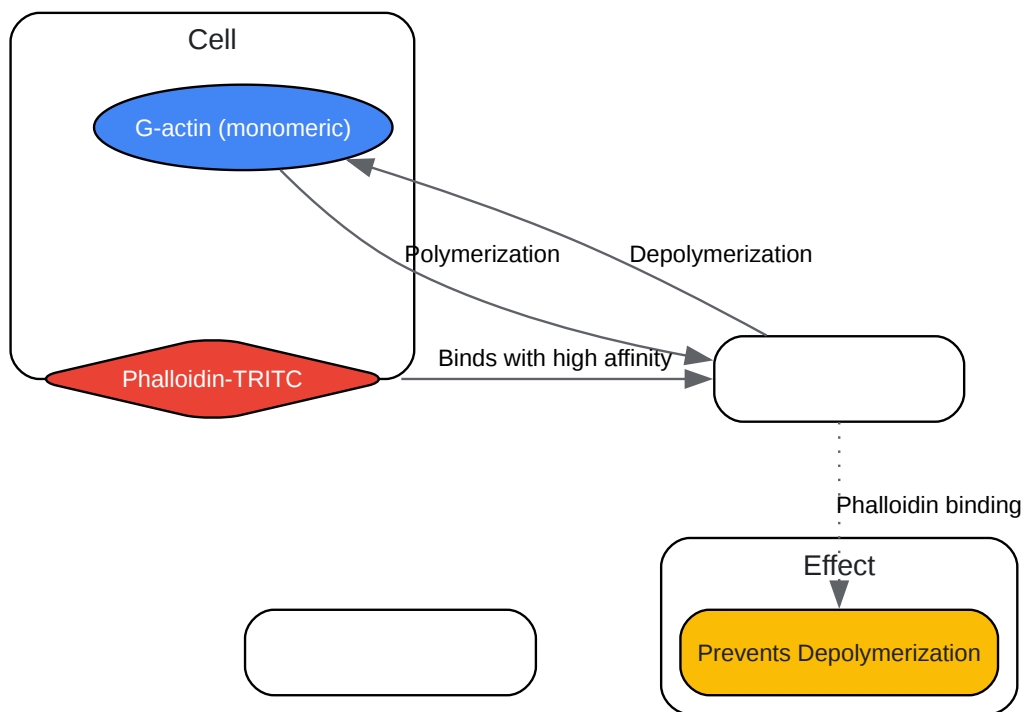 Cell
G-actin (monomeric)
Polymerization
Depolymerization
Binds with high affinity
Phalloidin-TRITC
Phalloidin binding
Effect
Prevents Depolymerization